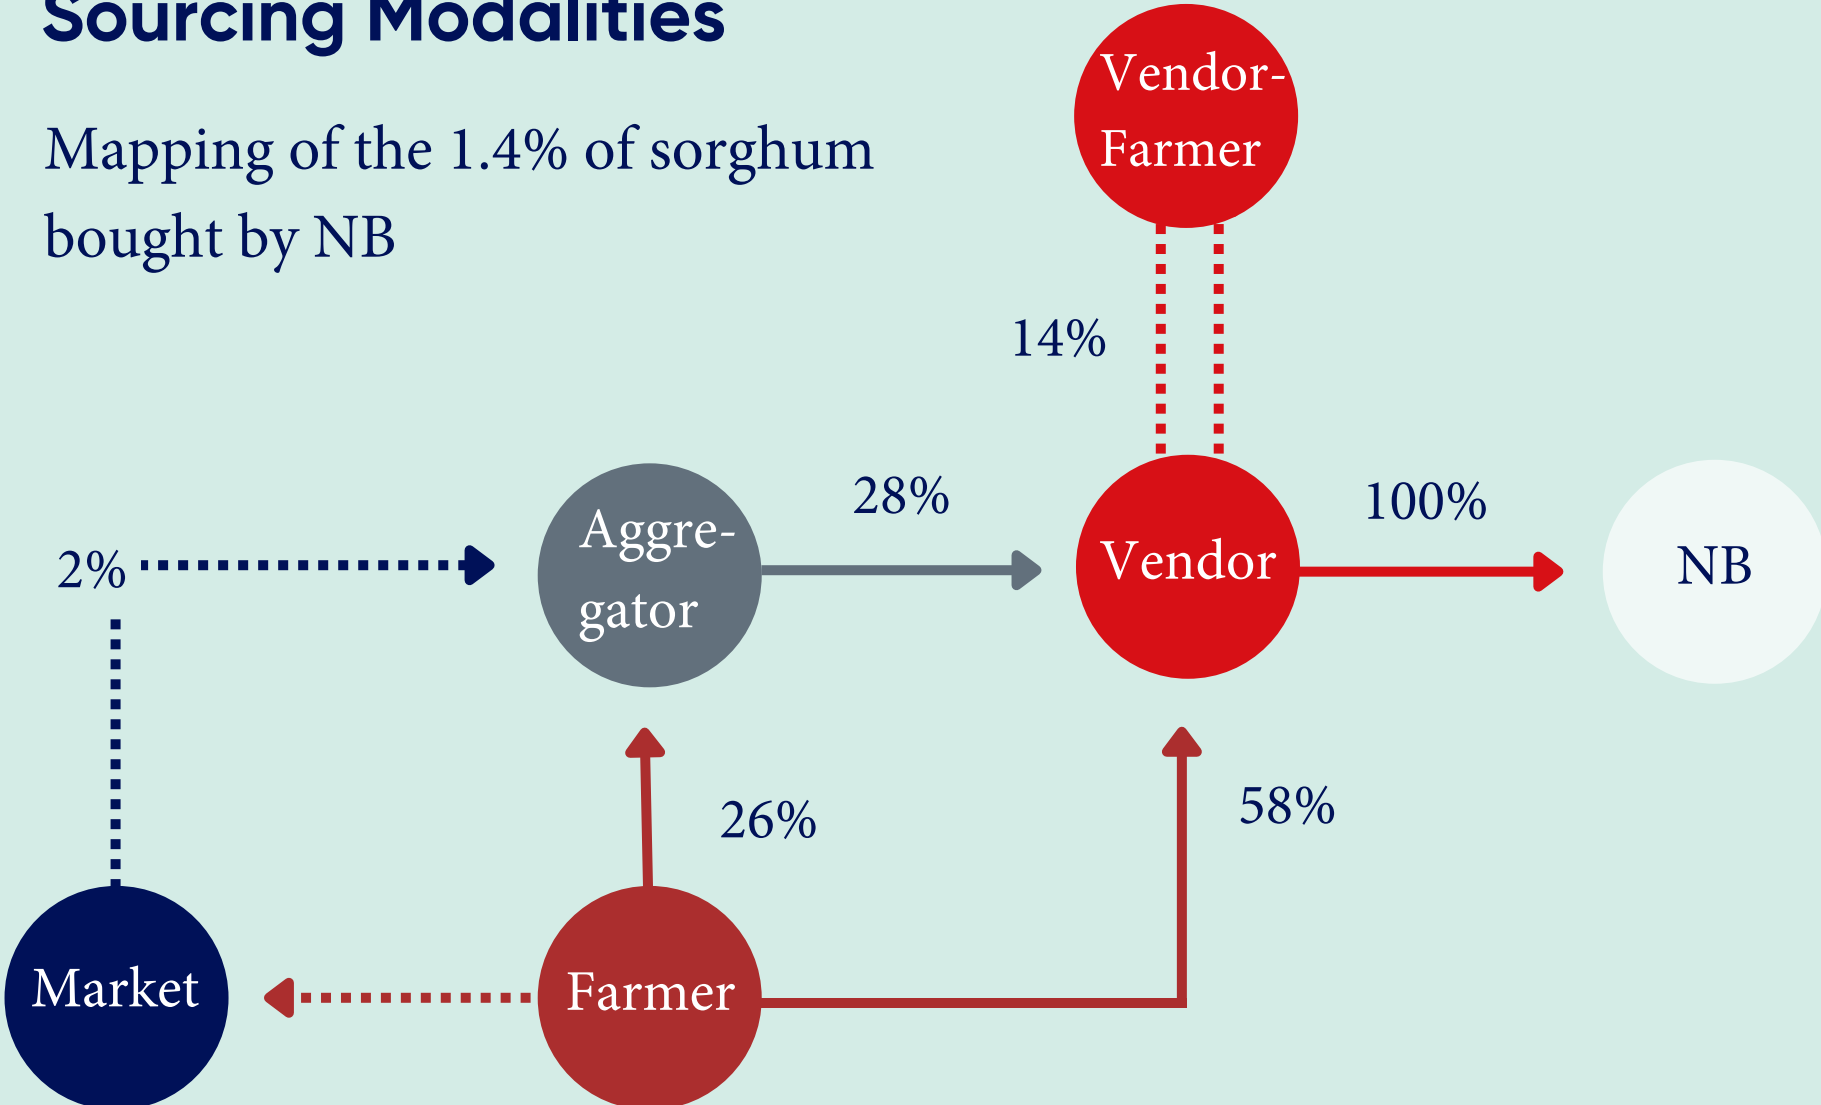 Sourcing Modalities
Mapping of the 1.4% of sorghum
bought by NB
Vendor-
Farmer
14%
2%
Aggre-
gator
28%
Vendor
100%
NB
26%
58%
Market
Farmer